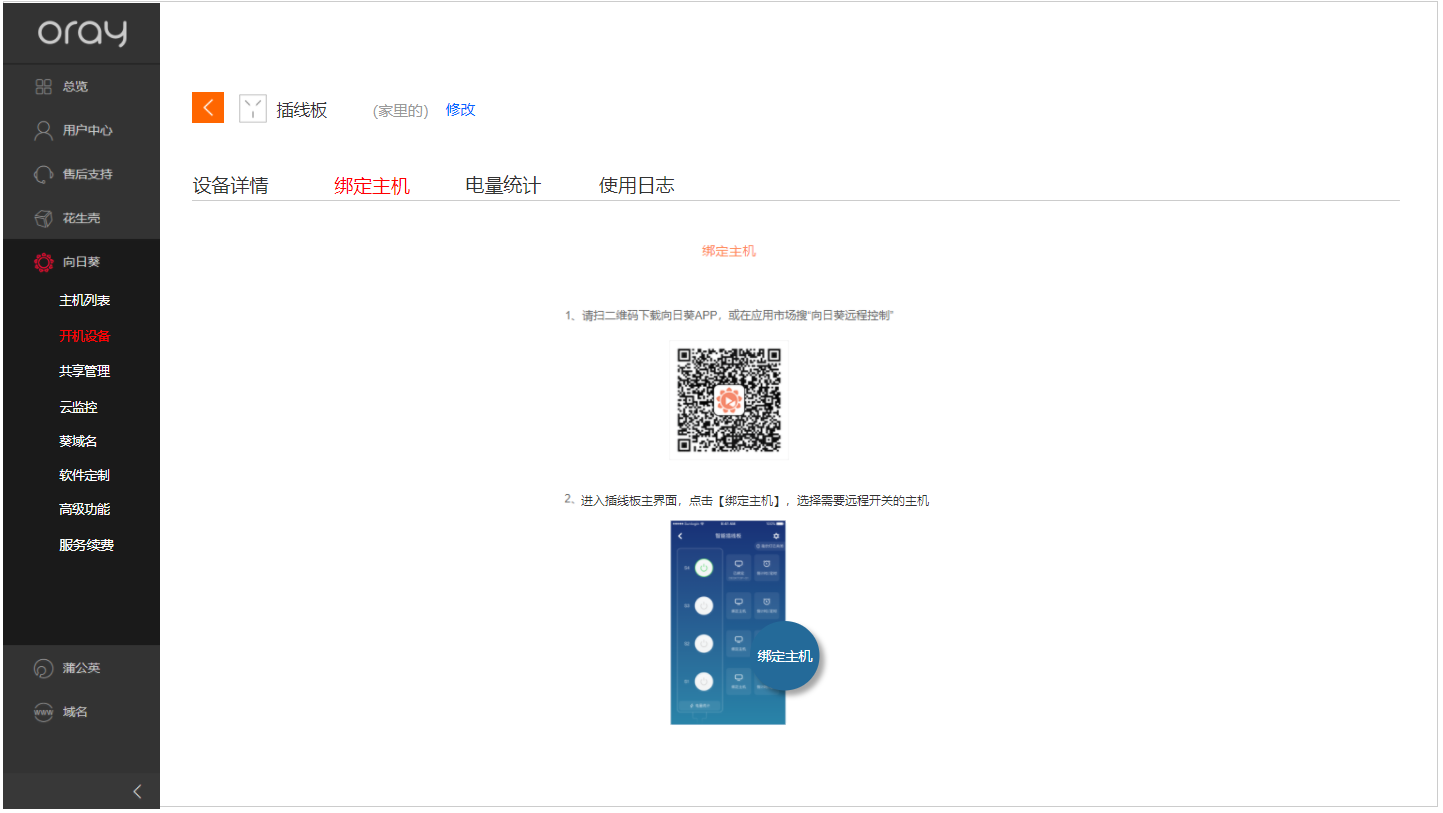 oray
总览
用户中心
售后支持
花生壳
向日葵
主机列表
开机设备
共享管理
云监控
葵域名
软件定制
高级功能
服务续费
蒲公英
www 域名
插线板 (家里的) 修改
设备详情 绑定主机 电量统计 使用日志
绑定主机
1、请扫二维码下载向日葵APP，或在应用市场搜“向日葵远程控制”
2、进入插线板主界面，点击【绑定主机】，选择需要远程开关的主机
智能插线板
绑定主机